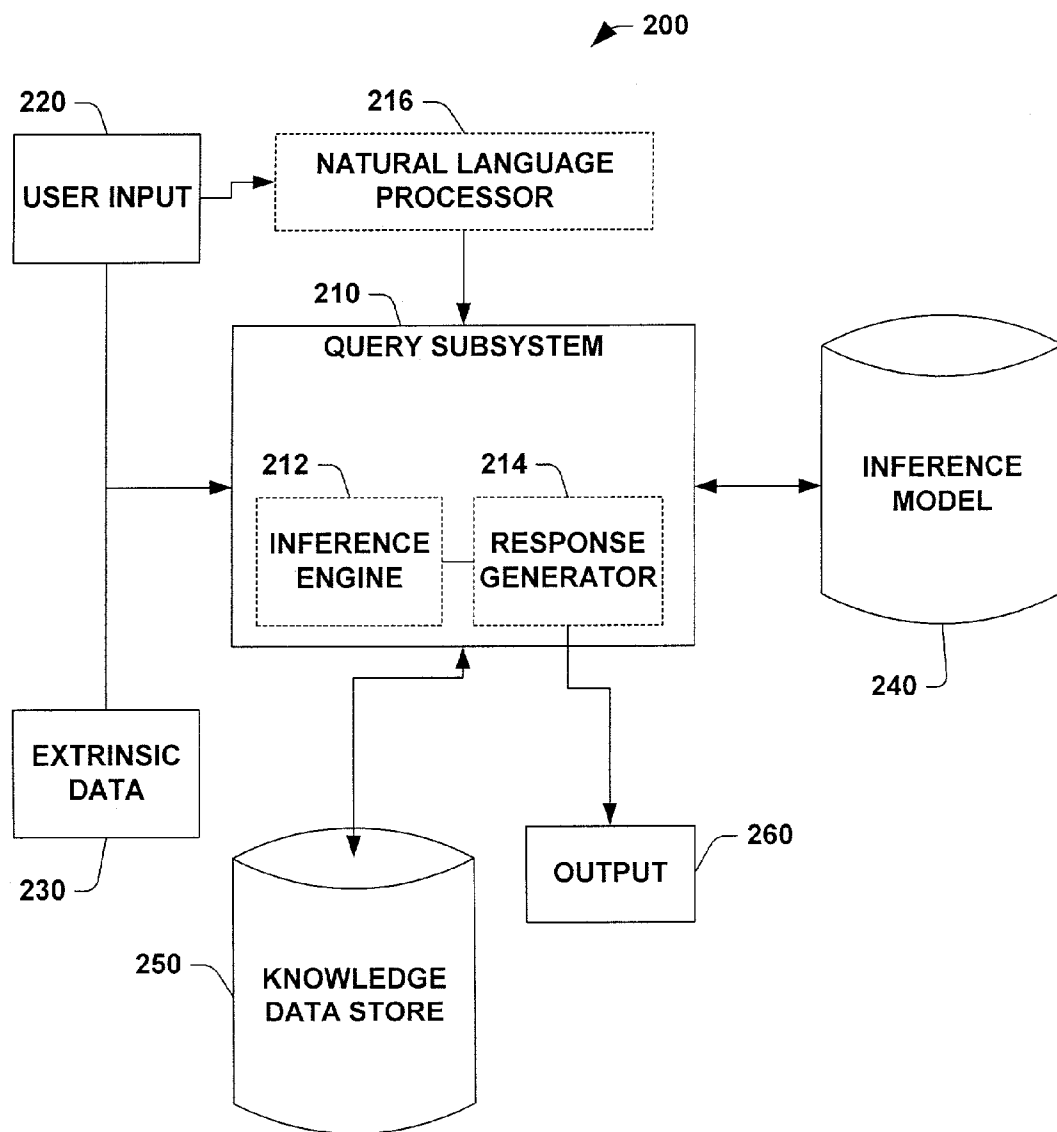 200
220
216
USER INPUT
NATURAL LANGUAGE
PROCESSOR
210
QUERY SUBSYSTEM
212
214
INFERENCE
ENGINE
RESPONSE
GENERATOR
INFERENCE
MODEL
240
EXTRINSIC
DATA
230
OUTPUT
260
250
KNOWLEDGE
DATA STORE